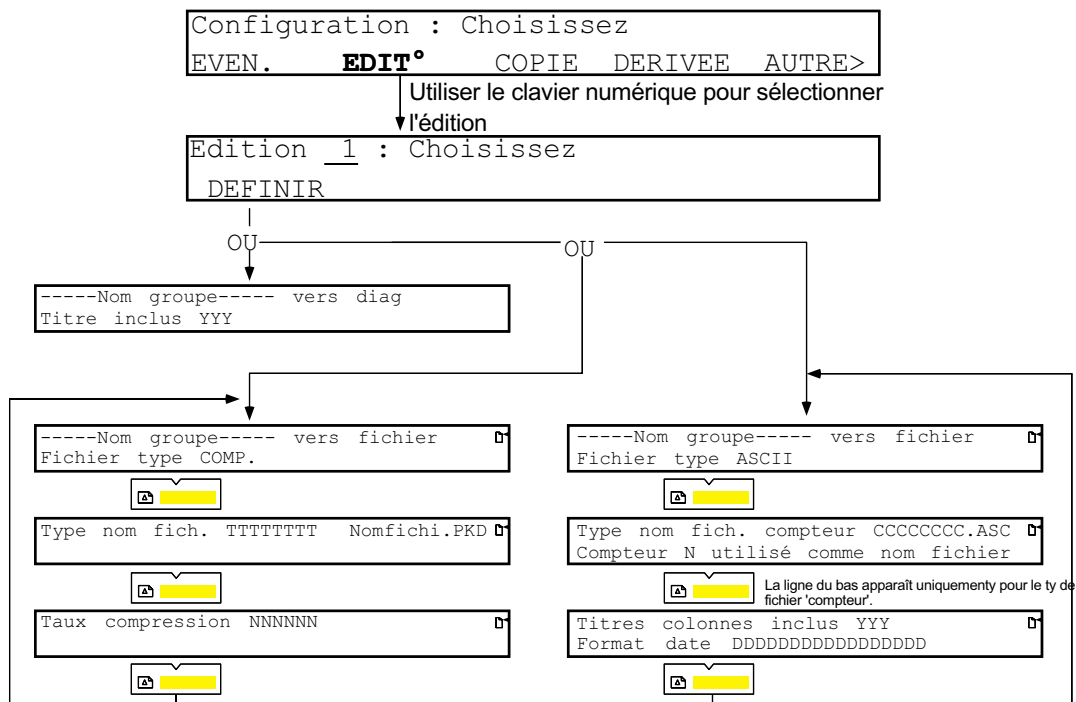 Configuration : Choisissez
EVEN. EDIT° COPIE DERIVEE AUTRE>
Utiliser le clavier numérique pour sélectionner
l'édition
Edition 1 : Choisissez
DEFINIR
OU
OU
-----Nom groupe----- vers diag
Titre inclus YYY
-----Nom groupe----- vers fichier
Fichier type COMP.
Type nom fich. TTTTTTTT Nomfichi.PKD
Taux compression NNNNNN
-----Nom groupe----- vers fichier
Fichier type ASCII
Type nom fich. compteur CCCCCCCC.ASC
Compteur N utilisé comme nom fichier
La ligne du bas apparaît uniquementy pour le ty de
fichier 'compteur'.
Titres colonnes inclus YYY
Format date DDDDDDDDDDDDDDDDD